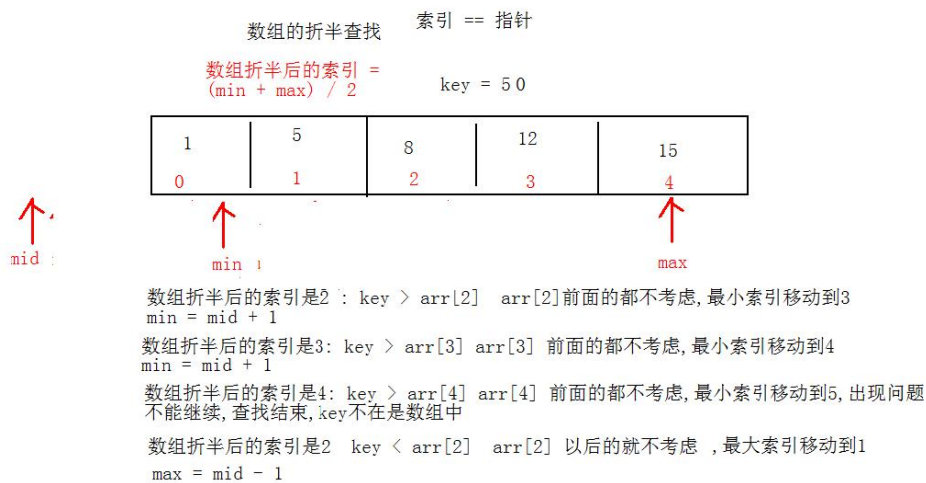 数组的折半查找
索引 == 指针
数组折半后的索引 =
(min + max) / 2
key = 50
1 5 8 12 15
0 1 2 3 4
mid
min
max
数组折半后的索引是2 : key > arr[2] arr[2]前面的都不考虑,最小索引移动到3
min = mid + 1
数组折半后的索引是3: key > arr[3] arr[3] 前面的都不考虑,最小索引移动到4
min = mid + 1
数组折半后的索引是4: key > arr[4] arr[4] 前面的都不考虑,最小索引移动到5,出现问题
不能继续,查找结束,key不在是数组中
数组折半后的索引是2 key < arr[2] arr[2] 以后的就不考虑 ,最大索引移动到1
max = mid - 1